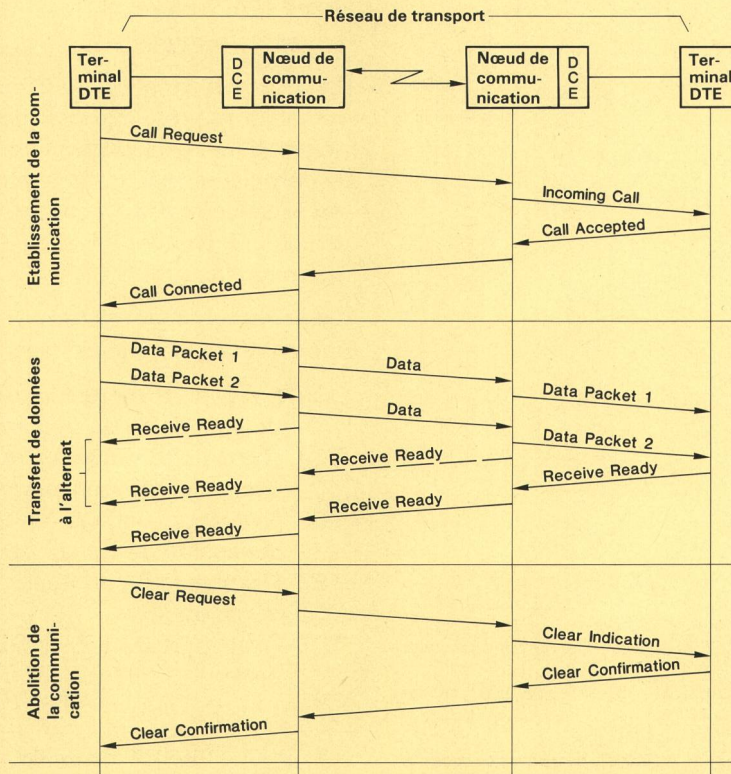 Réseau de transport
Ter-
minal
DTE
D
C
E
Nœud de
commu-
nication
Nœud de
commu-
nication
D
C
E
Ter-
minal
DTE
Etablissement de la com-
munication
Call Request
Incoming Call
Call Accepted
Call Connected
Transfert de données
à l'alternat
Data Packet 1
Data
Data Packet 1
Data Packet 2
Data
Receive Ready
Data Packet 2
Receive Ready
Receive Ready
Receive Ready
Receive Ready
Receive Ready
Abolition de
la communi-
cation
Clear Request
Clear Indication
Clear Confirmation
Clear Confirmation